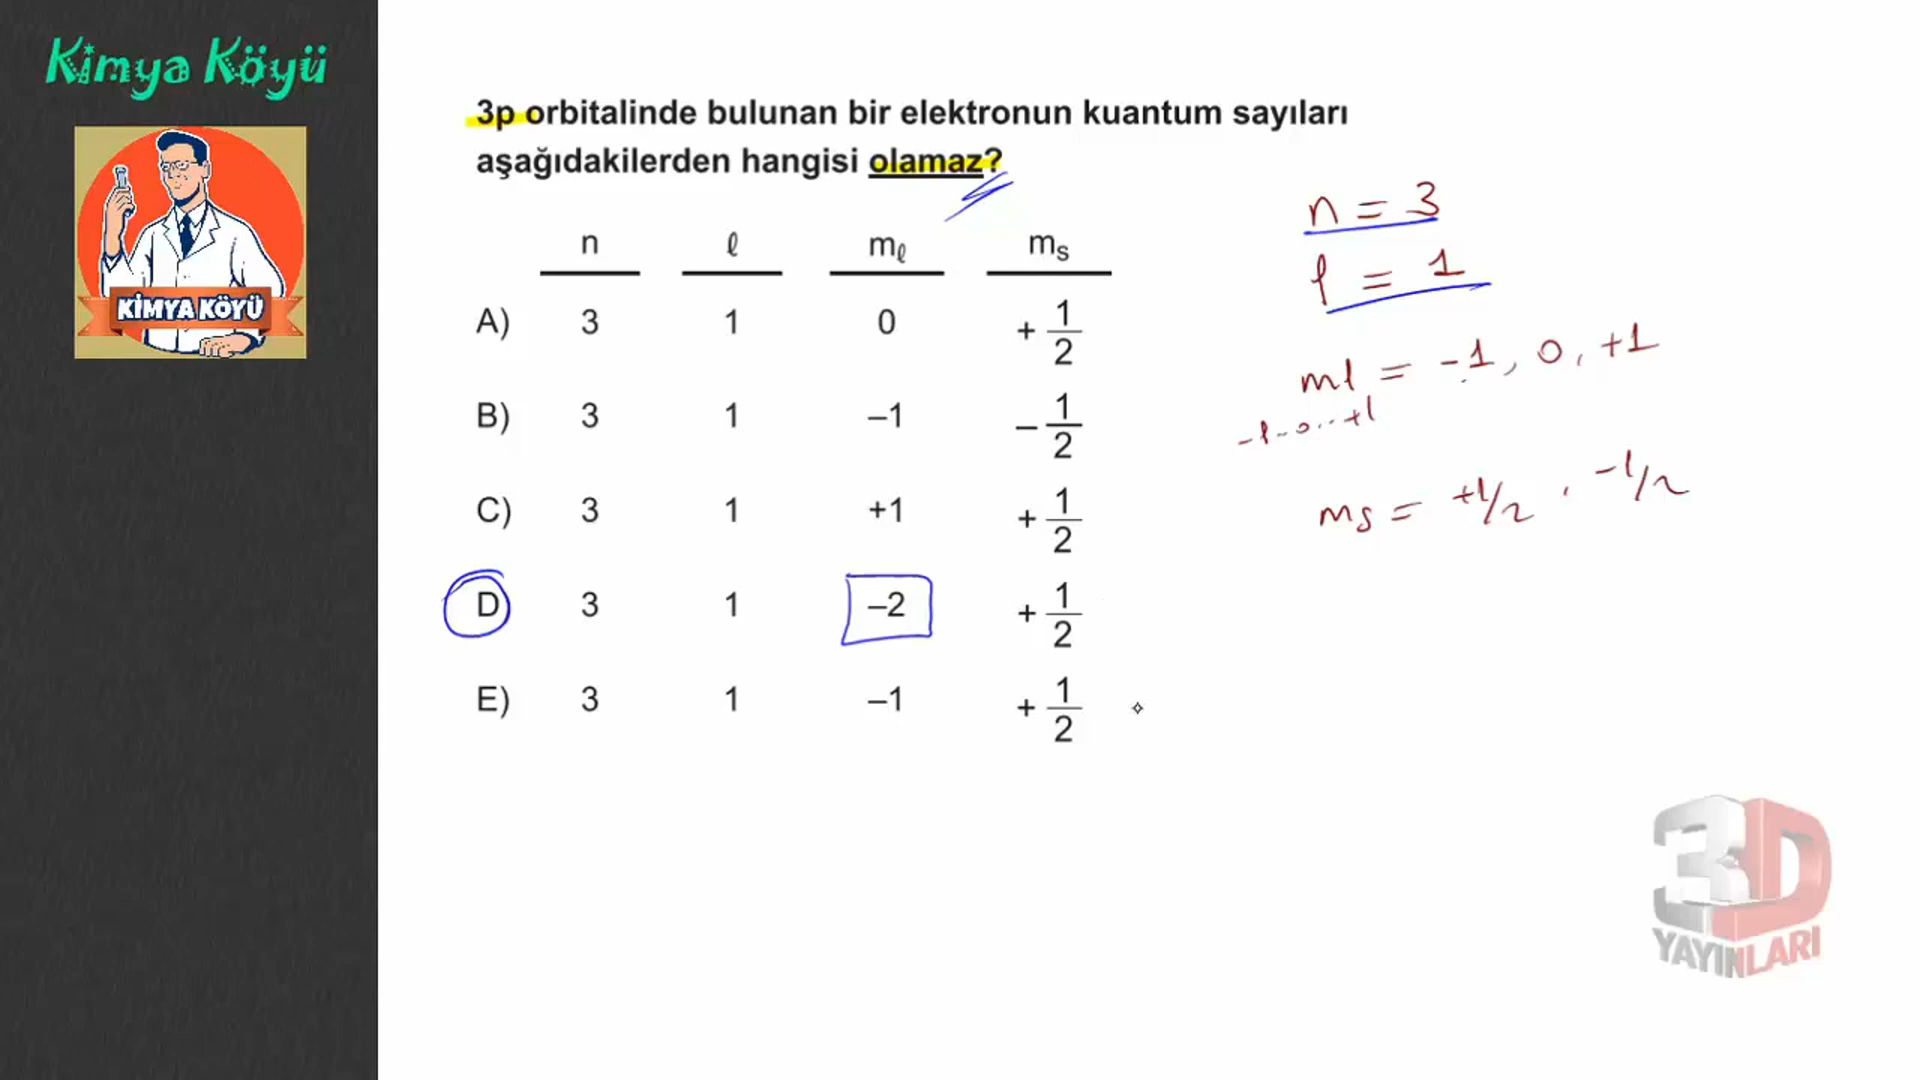 Kimya Köyü
KİMYA KÖYÜ
3p orbitalinde bulunan bir elektronun kuantum sayıları
aşağıdakilerden hangisi olamaz?
n ℓ mℓ ms
A) 3 1 0 + 1/2
B) 3 1 –1 – 1/2
C) 3 1 +1 + 1/2
D 3 1 –2 + 1/2
E) 3 1 –1 + 1/2
n = 3
l = 1
ml = -1, 0, +1
-l..0...+l
ms = +1/2, -1/2
3D
YAYINLARI